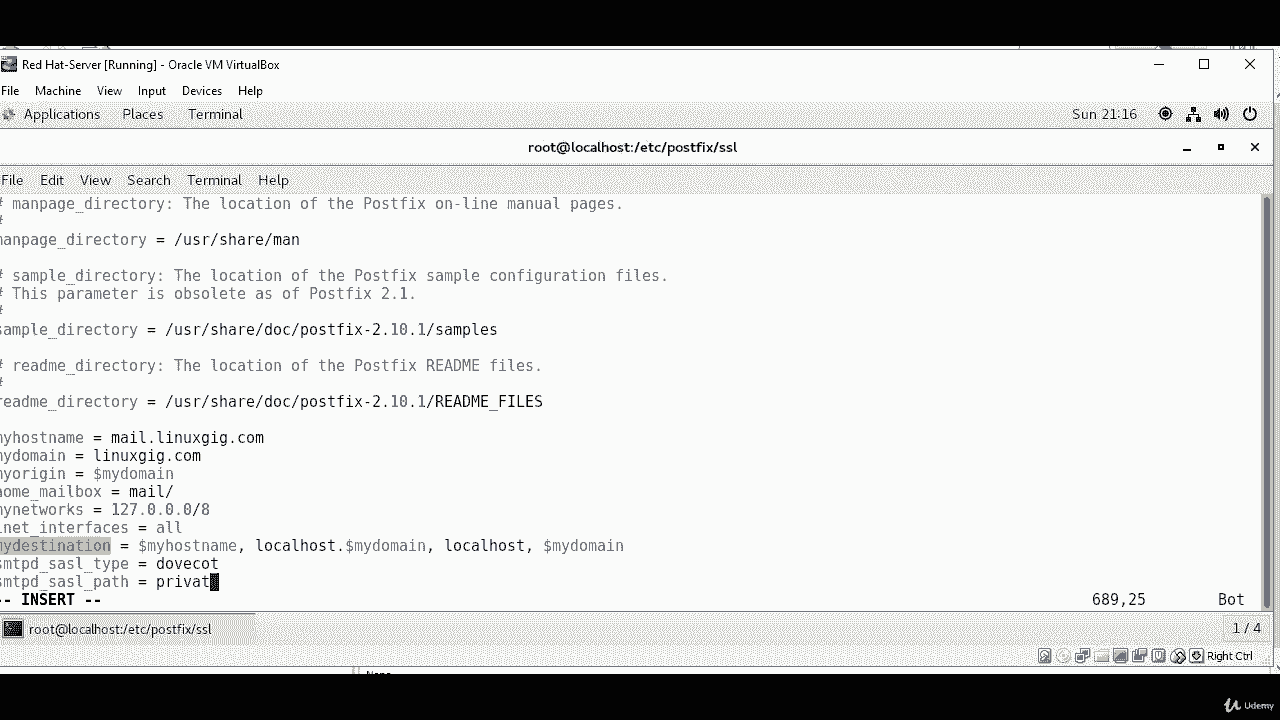 Red Hat-Server [Running] - Oracle VM VirtualBox
File Machine View Input Devices Help
Applications Places Terminal Sun 21:16
root@localhost:/etc/postfix/ssl
File Edit View Search Terminal Help
# manpage_directory: The location of the Postfix on-line manual pages.
#
manpage_directory = /usr/share/man
# sample_directory: The location of the Postfix sample configuration files.
# This parameter is obsolete as of Postfix 2.1.
#
sample_directory = /usr/share/doc/postfix-2.10.1/samples
# readme_directory: The location of the Postfix README files.
#
readme_directory = /usr/share/doc/postfix-2.10.1/README_FILES
myhostname = mail.linuxgig.com
mydomain = linuxgig.com
myorigin = $mydomain
home_mailbox = mail/
mynetworks = 127.0.0.0/8
inet_interfaces = all
mydestination = $myhostname, localhost.$mydomain, localhost, $mydomain
smtpd_sasl_type = dovecot
smtpd_sasl_path = privat
-- INSERT -- 689,25 Bot
root@localhost:/etc/postfix/ssl 1 / 4
Right Ctrl
Udemy